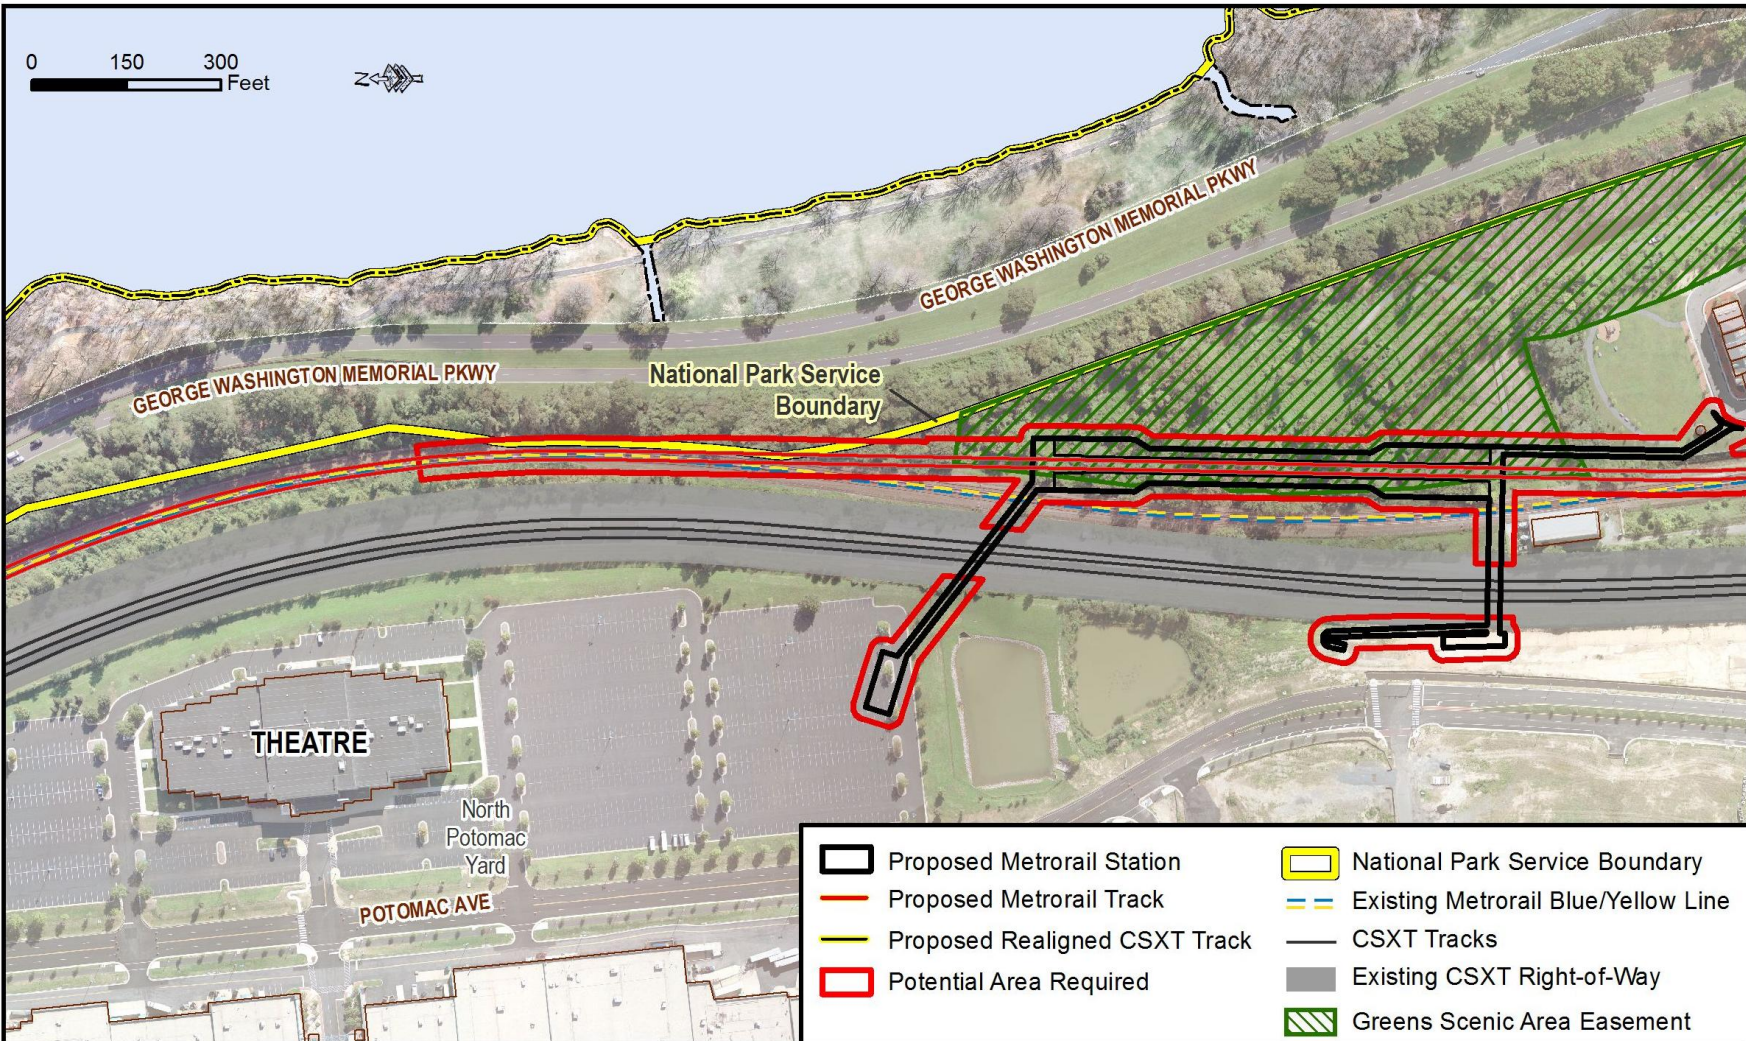 0 150 300
Feet
N
GEORGE WASHINGTON MEMORIAL PKWY
GEORGE WASHINGTON MEMORIAL PKWY
National Park Service
Boundary
THEATRE
North
Potomac
Yard
POTOMAC AVE
Proposed Metrorail Station
Proposed Metrorail Track
Proposed Realigned CSXT Track
Potential Area Required
National Park Service Boundary
Existing Metrorail Blue/Yellow Line
CSXT Tracks
Existing CSXT Right-of-Way
Greens Scenic Area Easement